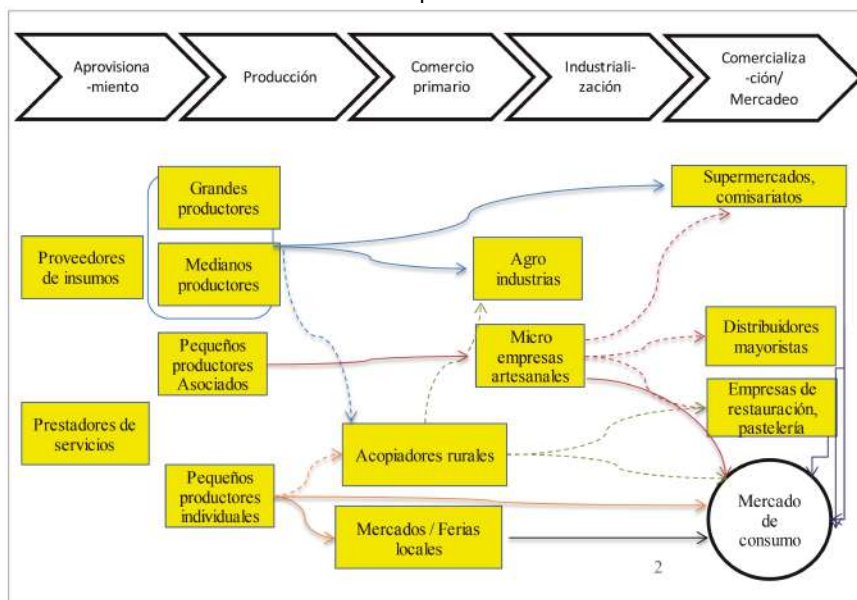 Aprovisiona
-miento
Producción
Comercio
primario
Industriali-
zación
Comercializa
-ción/
Mercadeo
Grandes
productores
Supermercados,
comisariatos
Proveedores
de insumos
Medianos
productores
Agro
industrias
Pequeños
productores
Asociados
Micro
empresas
artesanales
Distribuidores
mayoristas
Prestadores de
servicios
Empresas de
restauración,
pastelería
Acopiadores rurales
Pequeños
productores
individuales
Mercados / Ferias
locales
Mercado
de
consumo
2